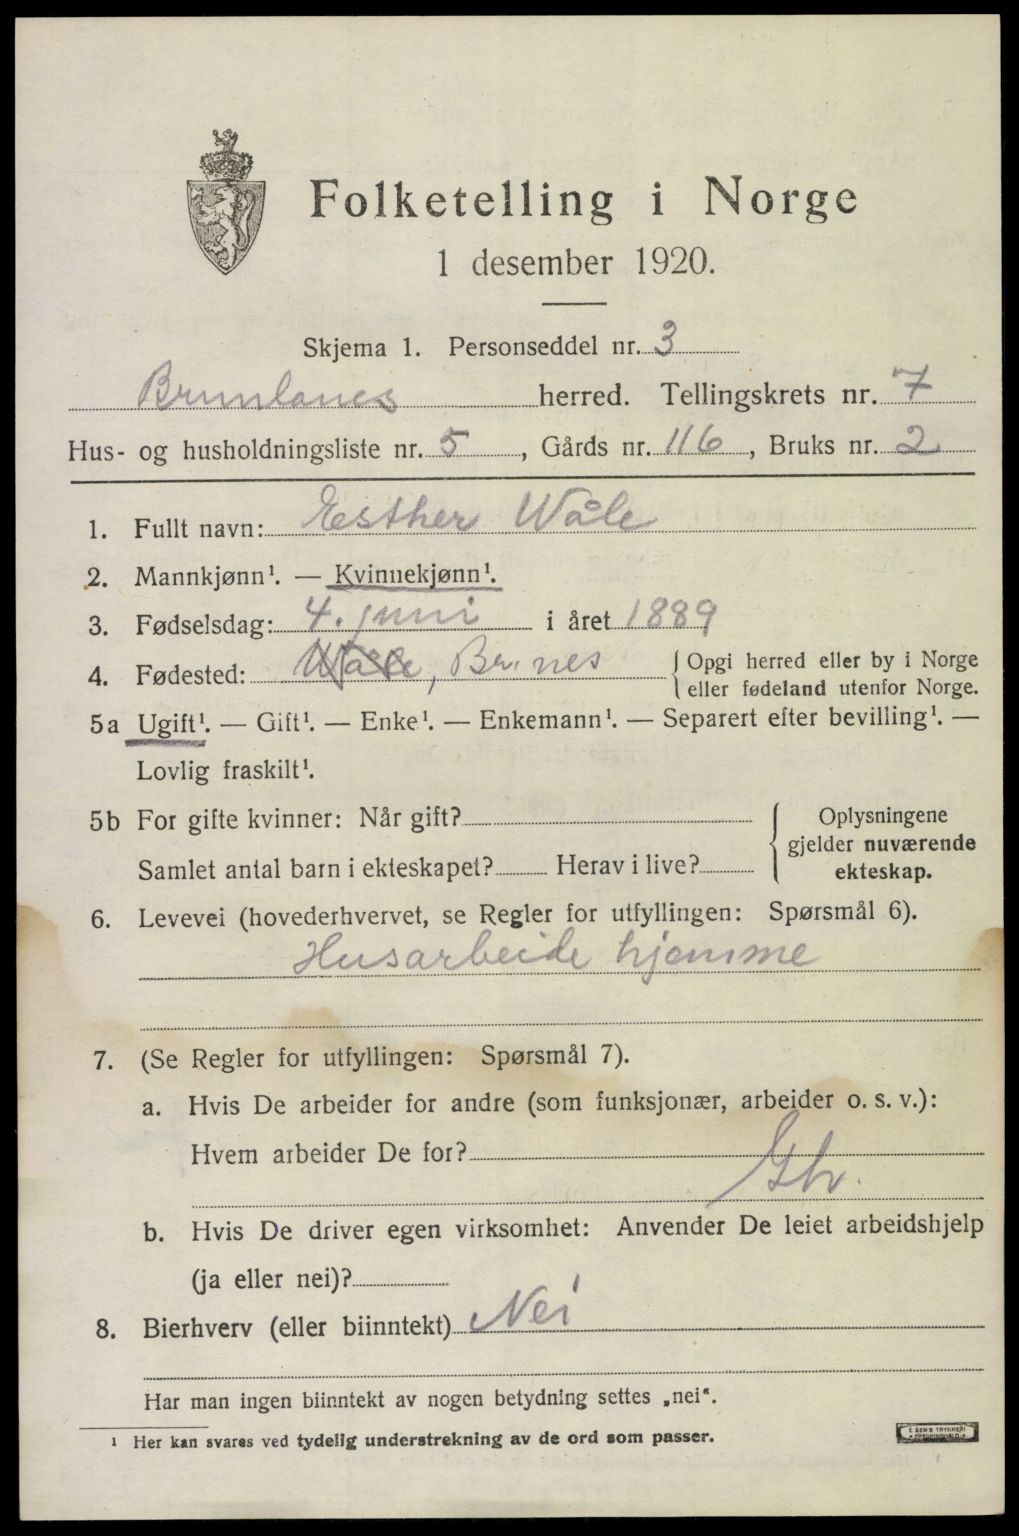 Folketelling i Norge
1 desember 1920.
Skjema 1. Personseddel nr. 3
Brunlanes herred. Tellingskrets nr. 7
Hus- og husholdningsliste nr. 5, Gårds nr. 116, Bruks nr. 2
1. Fullt navn: Esther Wåle
2. Mannkjønn¹. — Kvinnekjønn¹.
3. Fødselsdag: 4. juni i året 1889
4. Fødested: Wåle, Br.nes { Opgi herred eller by i Norge
eller fødeland utenfor Norge.
5a Ugift¹. — Gift¹. — Enke¹. — Enkemann¹. — Separert efter bevilling¹. —
Lovlig fraskilt¹.
5b For gifte kvinner: Når gift?
Samlet antal barn i ekteskapet? Herav i live?
{ Oplysningene
gjelder nuværende
ekteskap.
6. Levevei (hovederhvervet, se Regler for utfyllingen: Spørsmål 6).
Husarbeide hjemme
7. (Se Regler for utfyllingen: Spørsmål 7).
a. Hvis De arbeider for andre (som funksjonær, arbeider o. s. v.):
Hvem arbeider De for?
Gbr.
b. Hvis De driver egen virksomhet: Anvender De leiet arbeidshjelp
(ja eller nei)?
8. Bierhverv (eller biinntekt) Nei
Har man ingen biinntekt av nogen betydning settes „nei“.
¹ Her kan svares ved tydelig understrekning av de ord som passer.